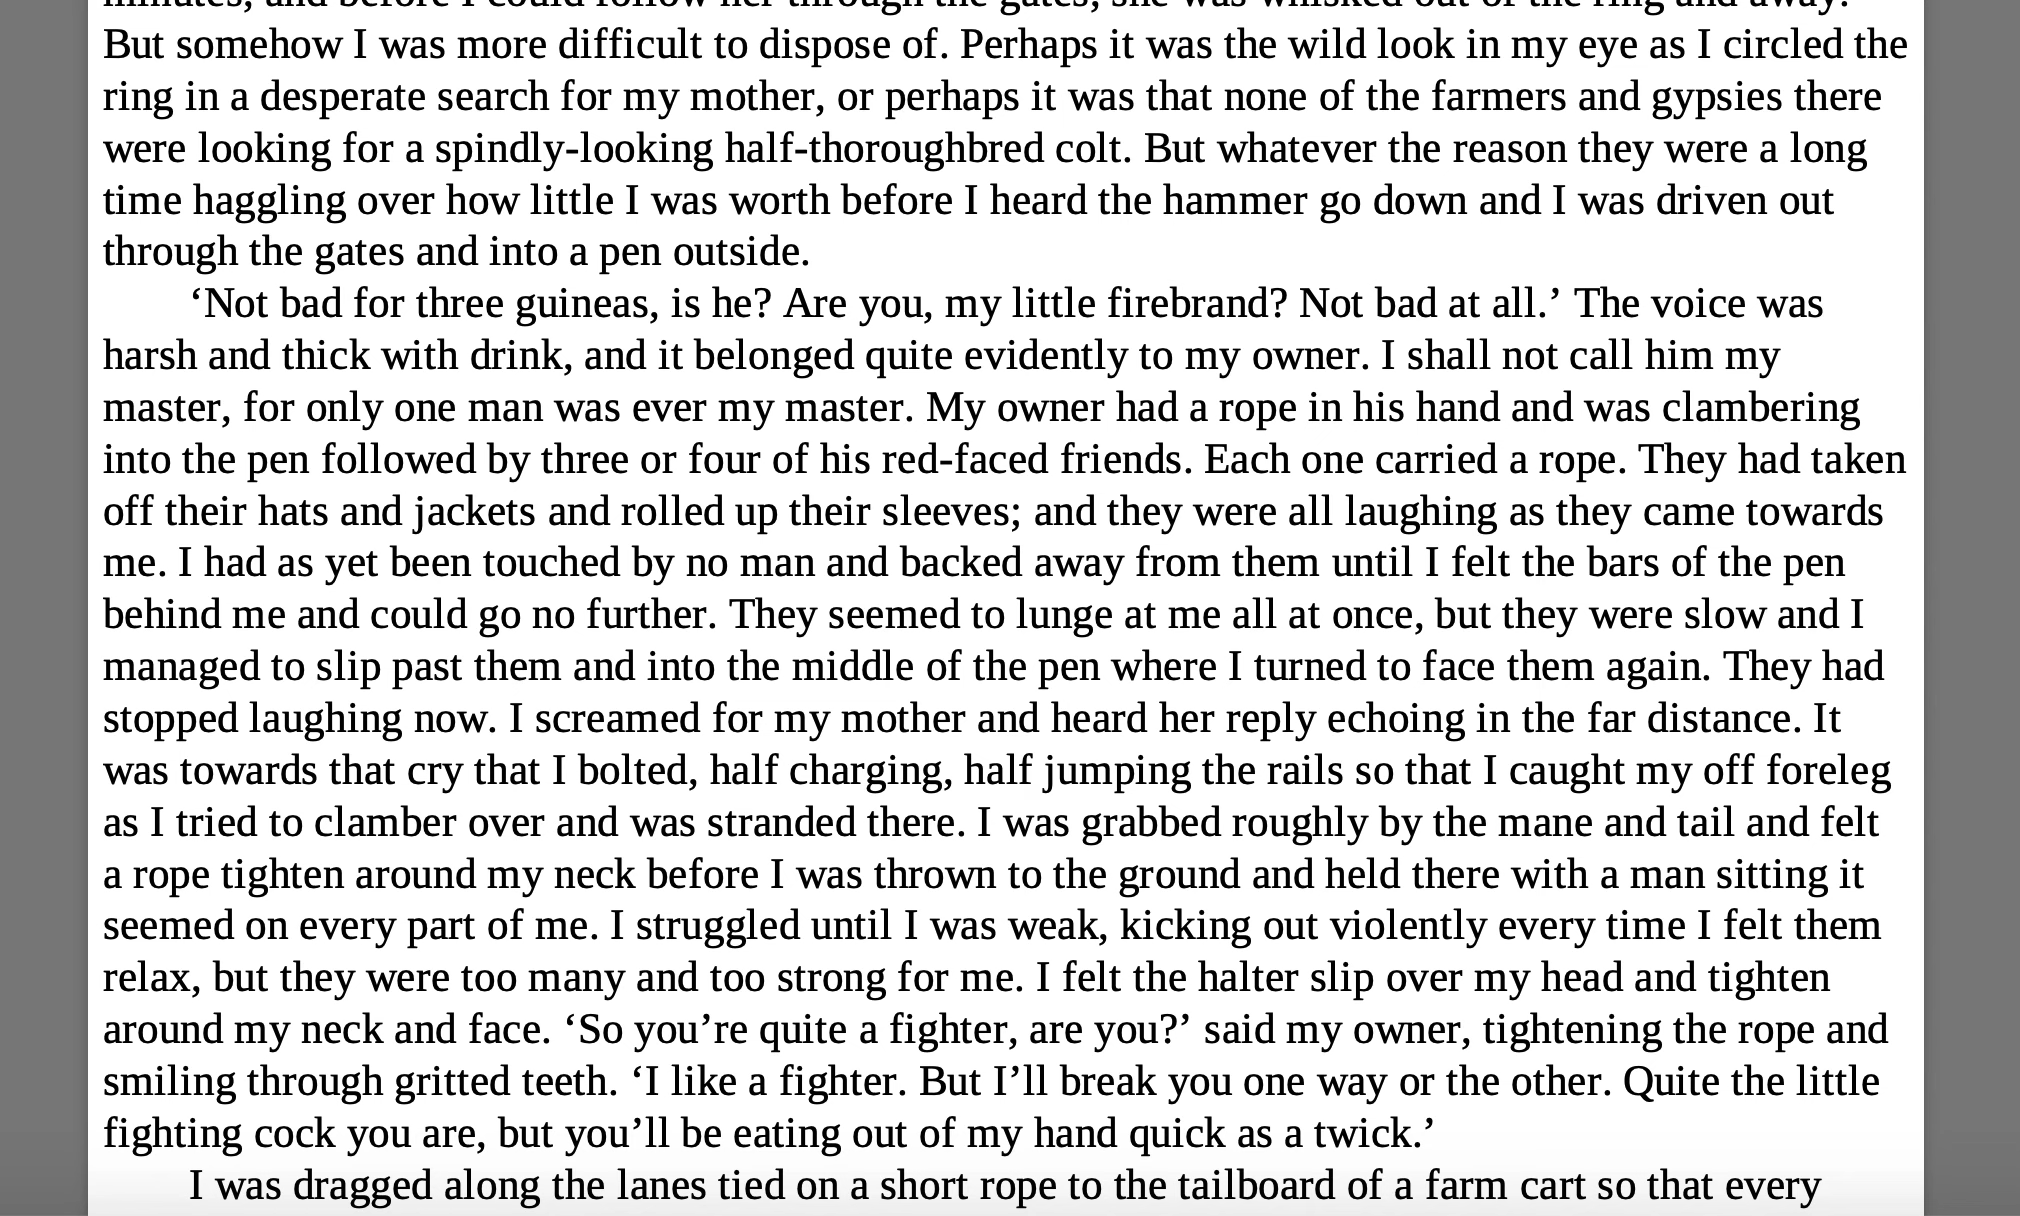 minutes, and before I could follow her through the gates, she was whisked out of the ring and away.
But somehow I was more difficult to dispose of. Perhaps it was the wild look in my eye as I circled the
ring in a desperate search for my mother, or perhaps it was that none of the farmers and gypsies there
were looking for a spindly-looking half-thoroughbred colt. But whatever the reason they were a long
time haggling over how little I was worth before I heard the hammer go down and I was driven out
through the gates and into a pen outside.
‘Not bad for three guineas, is he? Are you, my little firebrand? Not bad at all.’ The voice was
harsh and thick with drink, and it belonged quite evidently to my owner. I shall not call him my
master, for only one man was ever my master. My owner had a rope in his hand and was clambering
into the pen followed by three or four of his red-faced friends. Each one carried a rope. They had taken
off their hats and jackets and rolled up their sleeves; and they were all laughing as they came towards
me. I had as yet been touched by no man and backed away from them until I felt the bars of the pen
behind me and could go no further. They seemed to lunge at me all at once, but they were slow and I
managed to slip past them and into the middle of the pen where I turned to face them again. They had
stopped laughing now. I screamed for my mother and heard her reply echoing in the far distance. It
was towards that cry that I bolted, half charging, half jumping the rails so that I caught my off foreleg
as I tried to clamber over and was stranded there. I was grabbed roughly by the mane and tail and felt
a rope tighten around my neck before I was thrown to the ground and held there with a man sitting it
seemed on every part of me. I struggled until I was weak, kicking out violently every time I felt them
relax, but they were too many and too strong for me. I felt the halter slip over my head and tighten
around my neck and face. ‘So you’re quite a fighter, are you?’ said my owner, tightening the rope and
smiling through gritted teeth. ‘I like a fighter. But I’ll break you one way or the other. Quite the little
fighting cock you are, but you’ll be eating out of my hand quick as a twick.’
I was dragged along the lanes tied on a short rope to the tailboard of a farm cart so that every